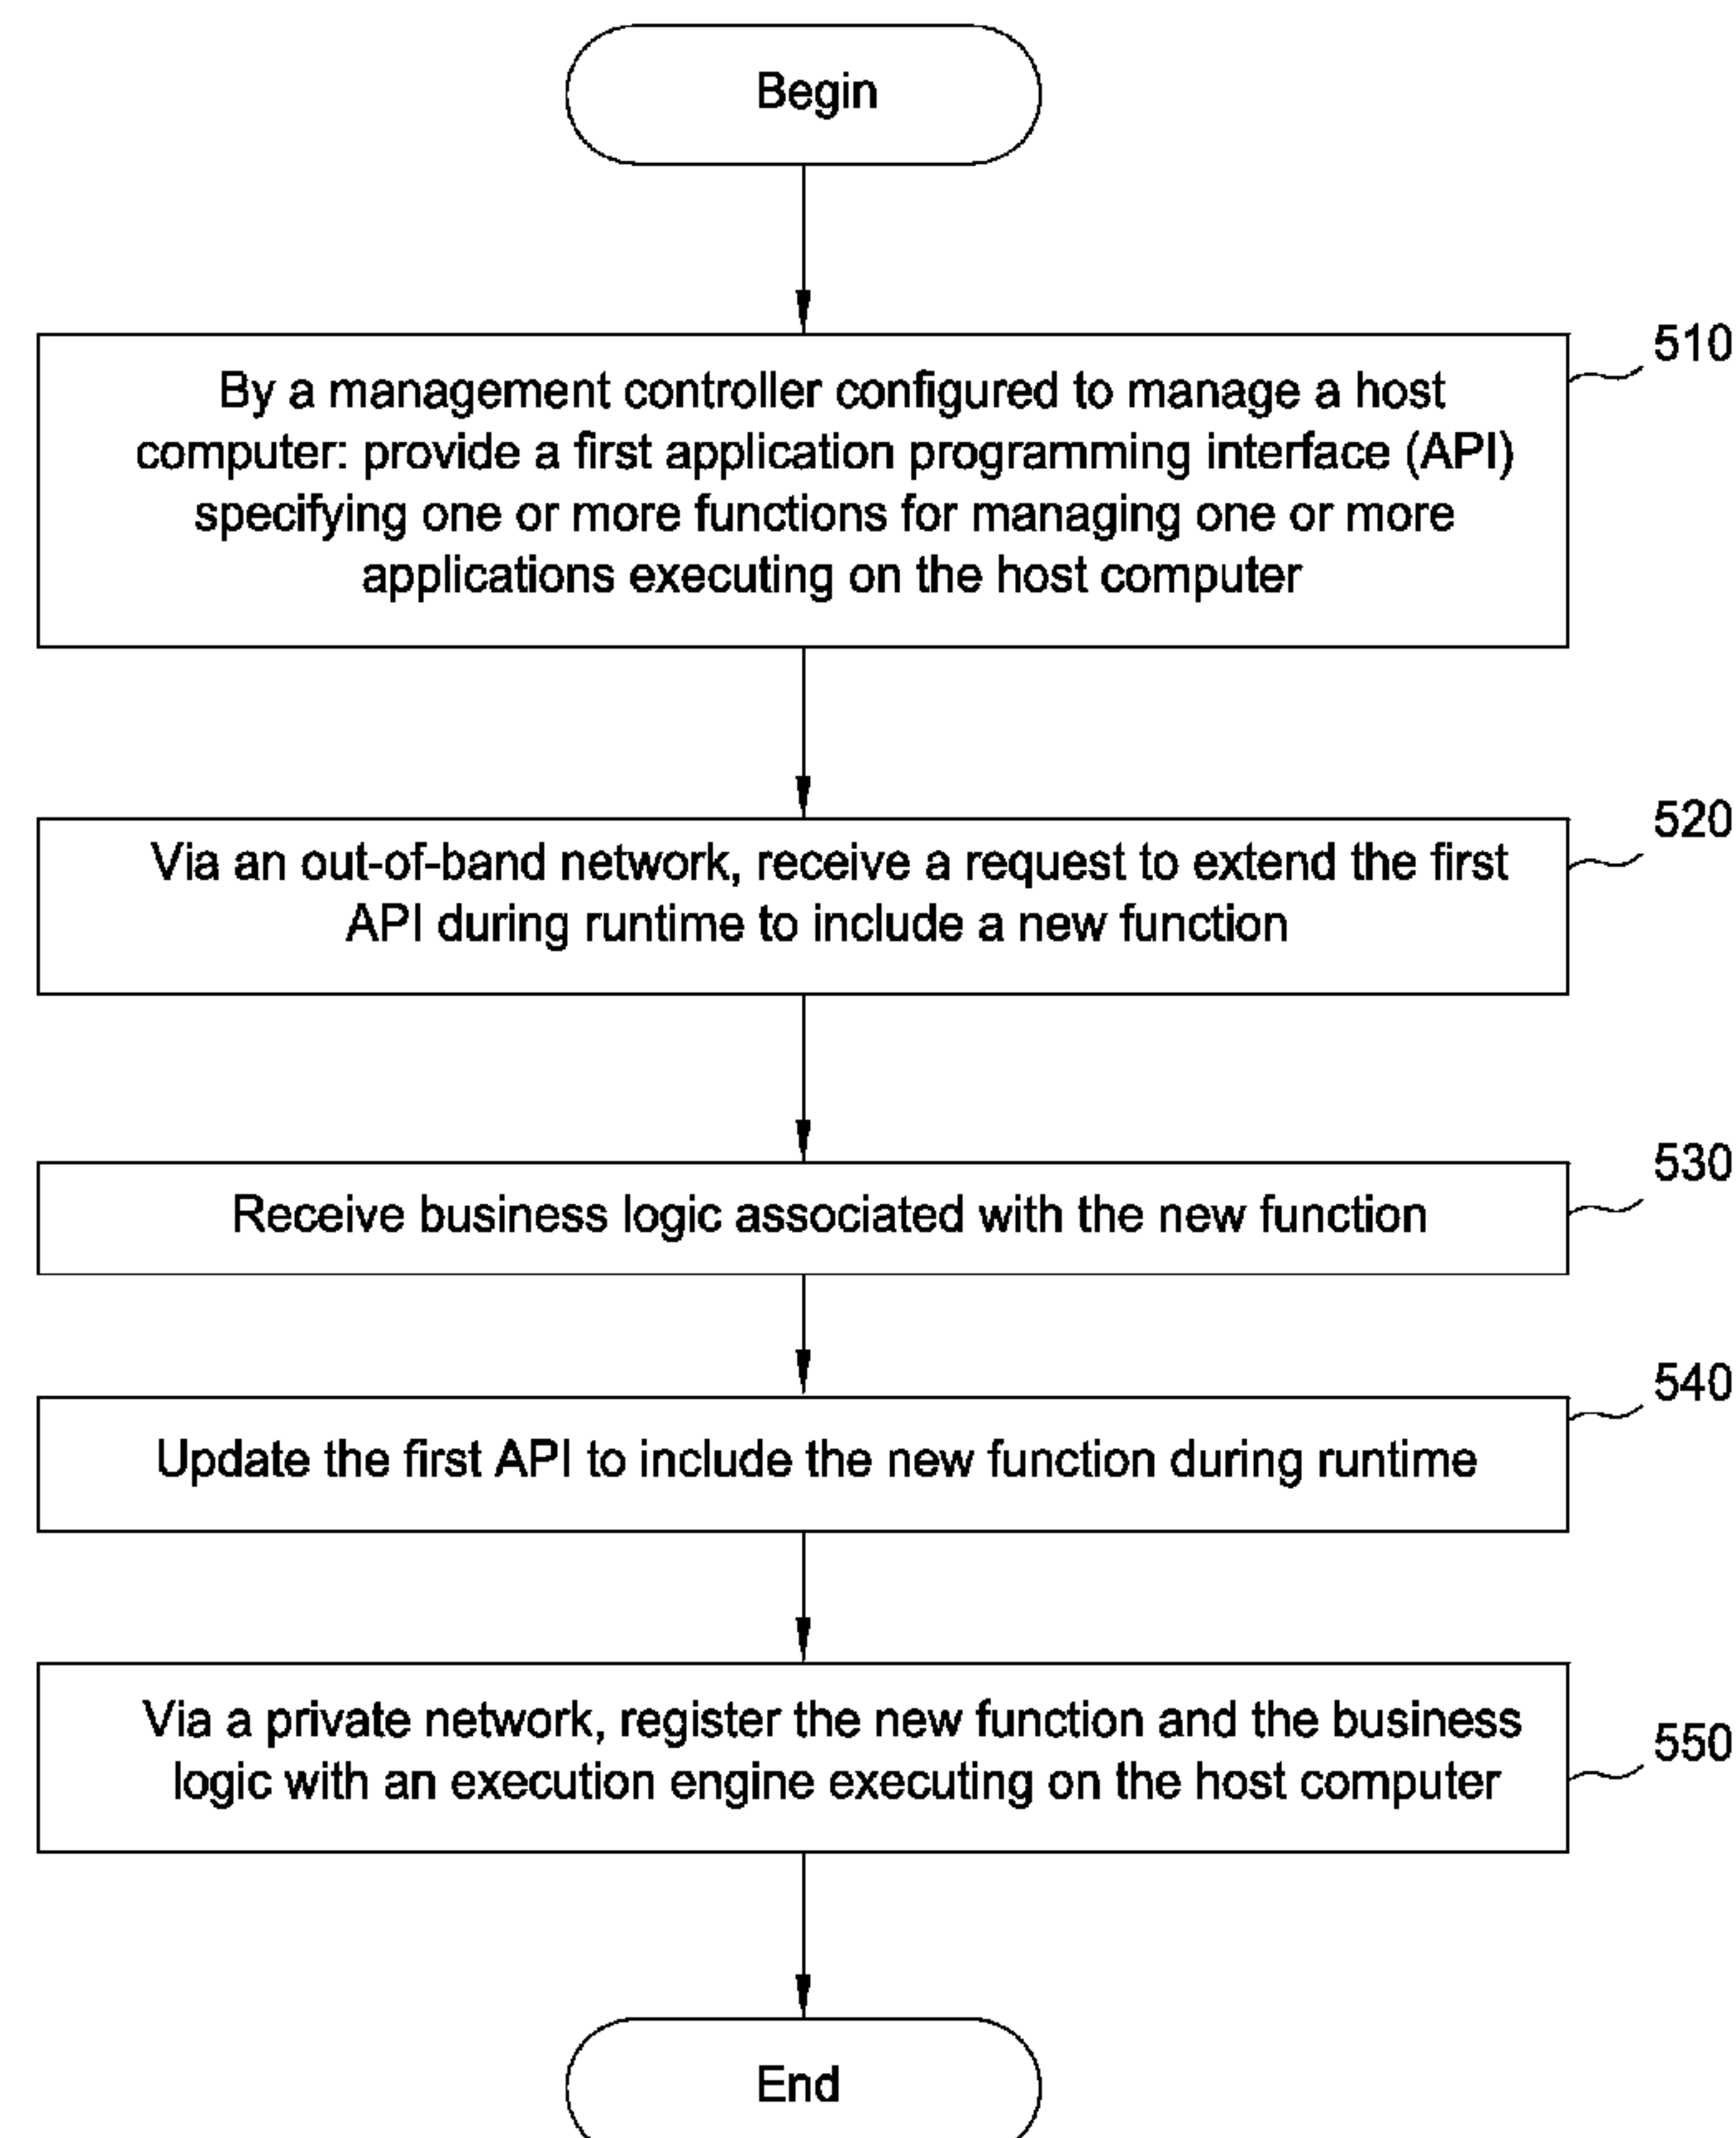 Begin
510
By a management controller configured to manage a host
computer: provide a first application programming interface (API)
specifying one or more functions for managing one or more
applications executing on the host computer
520
Via an out-of-band network, receive a request to extend the first
API during runtime to include a new function
530
Receive business logic associated with the new function
540
Update the first API to include the new function during runtime
Via a private network, register the new function and the business
550
logic with an execution engine executing on the host computer
End